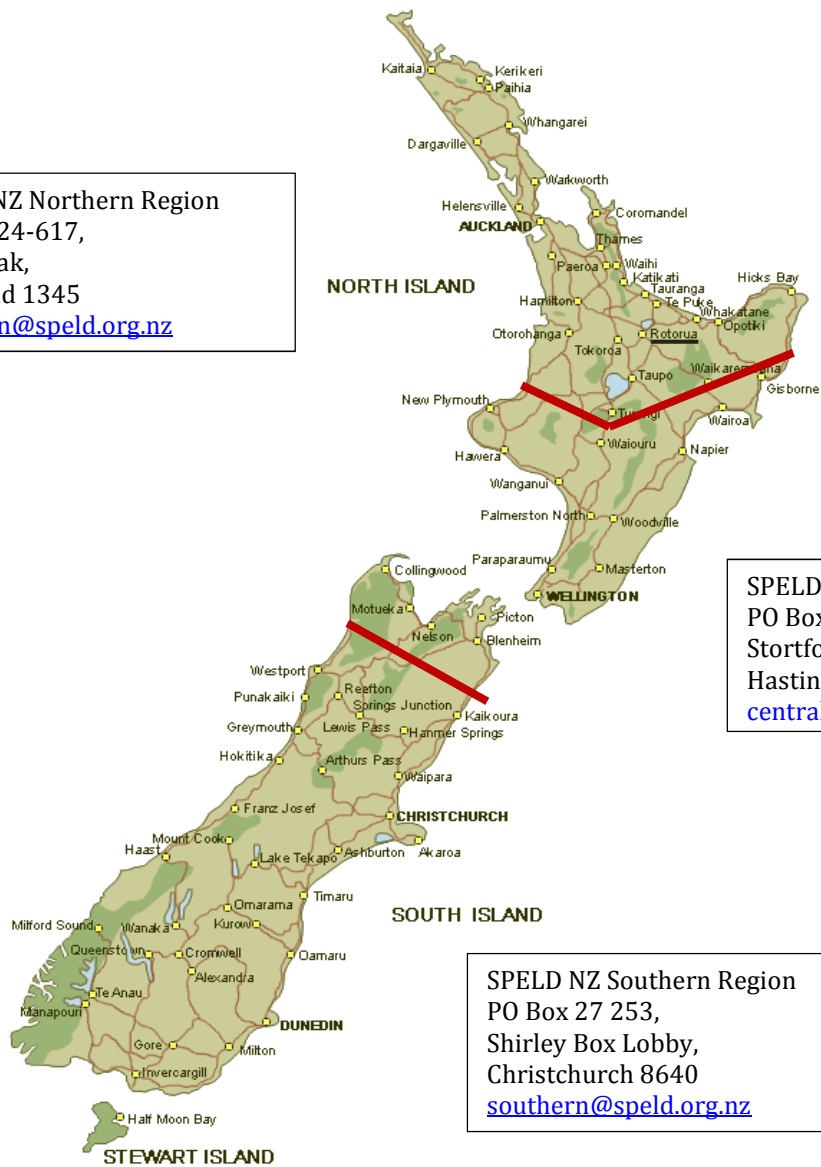 Kaitaia
Kerikeri
Paihia
Whangarei
Dargaville
Warkworth
Helensville
Coromandel
AUCKLAND
Thames
NZ Northern Region
24-617,
ak,
d 1345
n@speld.org.nz
NORTH ISLAND
Paeroa
Waihi
Katikati
Hicks Bay
Tauranga
Hamilton
Te Puke
Whakatane
Opotiki
Otorohanga
Rotorua
Tokoroa
Taupo
Gisborne
New Plymouth
Wairoa
Waiouru
Napier
Hawera
Wanganui
Palmerston North
Woodville
Paraparaumu
Masterton
Collingwood
WELLINGTON
Motueka
Picton
Nelson
Blenheim
SPELD
PO Box
Stortfo
Hastin
central
Westport
Reefton
Punakaiki
Springs Junction
Kaikoura
Greymouth
Lewis Pass
Hanmer Springs
Hokitika
Arthurs Pass
Waipara
Franz Josef
CHRISTCHURCH
Mount Cook
Haast
Lake Tekapo
Ashburton
Akaroa
Timaru
Omarama
SOUTH ISLAND
Milford Sound
Wanaka
Kurow
Queenstown
Cromwell
Oamaru
Alexandra
Te Anau
Manapouri
DUNEDIN
Gore
Milton
Invercargill
SPELD NZ Southern Region
PO Box 27 253,
Shirley Box Lobby,
Christchurch 8640
southern@speld.org.nz
Half Moon Bay
STEWART ISLAND